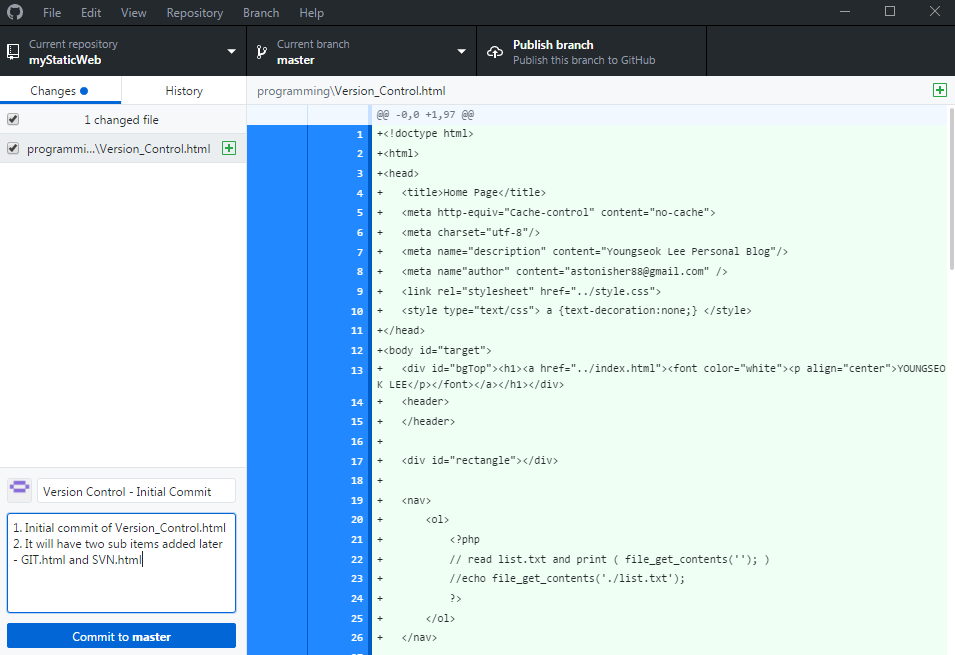 File Edit View Repository Branch Help
Current repository
myStaticWeb
Current branch
master
Publish branch
Publish this branch to GitHub
Changes History
1 changed file
programmi...\Version_Control.html
Version Control - Initial Commit
1. Initial commit of Version_Control.html
2. It will have two sub items added later
- GIT.html and SVN.html
Commit to master
programming\Version_Control.html
@@ -0,0 +1,97 @@
1 +<!doctype html>
2 +<html>
3 +<head>
4 + <title>Home Page</title>
5 + <meta http-equiv="Cache-control" content="no-cache">
6 + <meta charset="utf-8"/>
7 + <meta name="description" content="Youngseok Lee Personal Blog"/>
8 + <meta name"author" content="astonisher88@gmail.com" />
9 + <link rel="stylesheet" href="../style.css">
10 + <style type="text/css"> a {text-decoration:none;} </style>
11 +</head>
12 +<body id="target">
13 + <div id="bgTop"><h1><a href="../index.html"><font color="white"><p align="center">YOUNGSEO
K LEE</p></font></a></h1></div>
14 + <header>
15 + </header>
16 +
17 + <div id="rectangle"></div>
18 +
19 + <nav>
20 + <ol>
21 + <?php
22 + // read list.txt and print ( file_get_contents(''); )
23 + //echo file_get_contents('./list.txt');
24 + ?>
25 + </ol>
26 + </nav>